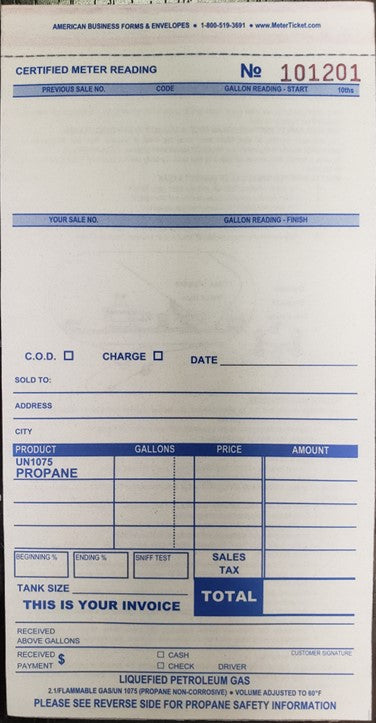 AMERICAN BUSINESS FORMS & ENVELOPES ● 1-800-519-3691 ● www.MeterTicket.com
CERTIFIED METER READING № 101201
PREVIOUS SALE NO. CODE GALLON READING - START 10ths
YOUR SALE NO. GALLON READING - FINISH
C.O.D. ☐ CHARGE ☐ DATE
SOLD TO:
ADDRESS
CITY
PRODUCT GALLONS PRICE AMOUNT
UN1075
PROPANE
BEGINNING % ENDING % SNIFF TEST SALES
TAX
TANK SIZE
THIS IS YOUR INVOICE TOTAL
RECEIVED
ABOVE GALLONS
CUSTOMER SIGNATURE
RECEIVED $ ☐ CASH
PAYMENT ☐ CHECK DRIVER
LIQUEFIED PETROLEUM GAS
2.1/FLAMMABLE GAS/UN 1075 (PROPANE NON-CORROSIVE) ● VOLUME ADJUSTED TO 60°F
PLEASE SEE REVERSE SIDE FOR PROPANE SAFETY INFORMATION